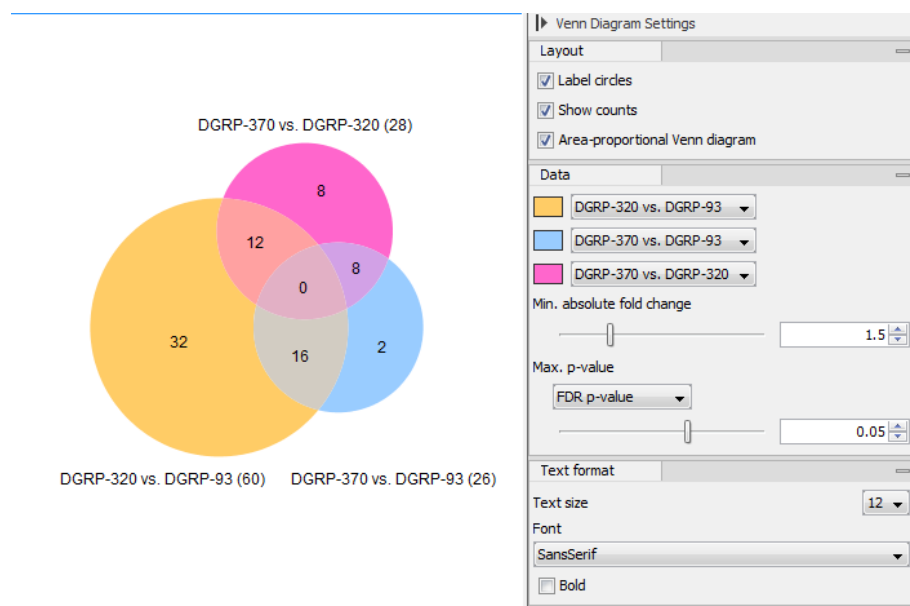 Venn Diagram Settings
Layout
Label circles
Show counts
Area-proportional Venn diagram
Data
DGRP-320 vs. DGRP-93
DGRP-370 vs. DGRP-93
DGRP-370 vs. DGRP-320
Min. absolute fold change
1.5
Max. p-value
FDR p-value
0.05
Text format
Text size
12
Font
SansSerif
Bold
DGRP-370 vs. DGRP-320 (28)
8
12
8
0
32
16
2
DGRP-320 vs. DGRP-93 (60)
DGRP-370 vs. DGRP-93 (26)